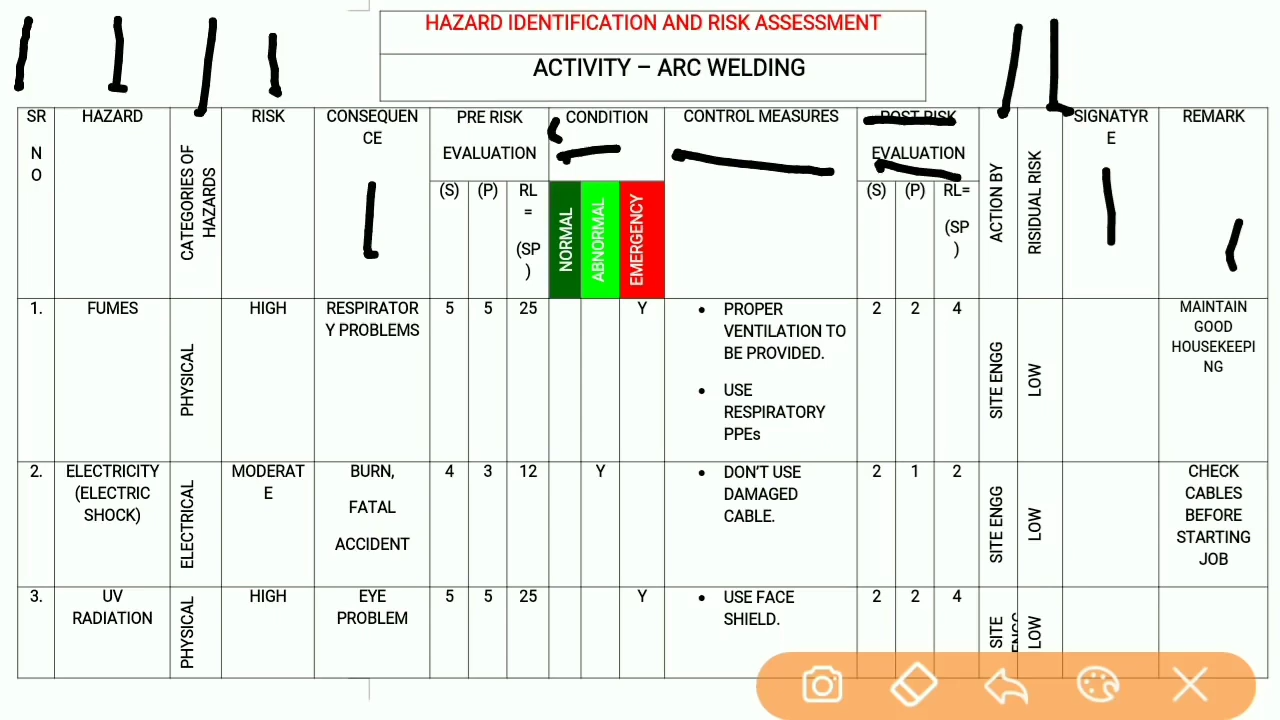 HAZARD IDENTIFICATION AND RISK ASSESSMENT
ACTIVITY – ARC WELDING
SR
N
O
HAZARD
CATEGORIES OF
HAZARDS
RISK
CONSEQUEN
CE
PRE RISK
EVALUATION
(S)
(P)
RL
=
(SP
)
CONDITION
NORMAL
ABNORMAL
EMERGENCY
CONTROL MEASURES
POST RISK
EVALUATION
(S)
(P)
RL=
(SP
)
ACTION BY
RISIDUAL RISK
SIGNATYR
E
REMARK
1.
FUMES
PHYSICAL
HIGH
RESPIRATOR
Y PROBLEMS
5
5
25
Y
• PROPER
VENTILATION TO
BE PROVIDED.
• USE
RESPIRATORY
PPEs
2
2
4
SITE ENGG
LOW
MAINTAIN
GOOD
HOUSEKEEPI
NG
2.
ELECTRICITY
(ELECTRIC
SHOCK)
ELECTRICAL
MODERAT
E
BURN,
FATAL
ACCIDENT
4
3
12
Y
• DON'T USE
DAMAGED
CABLE.
2
1
2
SITE ENGG
LOW
CHECK
CABLES
BEFORE
STARTING
JOB
3.
UV
RADIATION
PHYSICAL
HIGH
EYE
PROBLEM
5
5
25
Y
• USE FACE
SHIELD.
2
2
4
SITE
ENGG
LOW